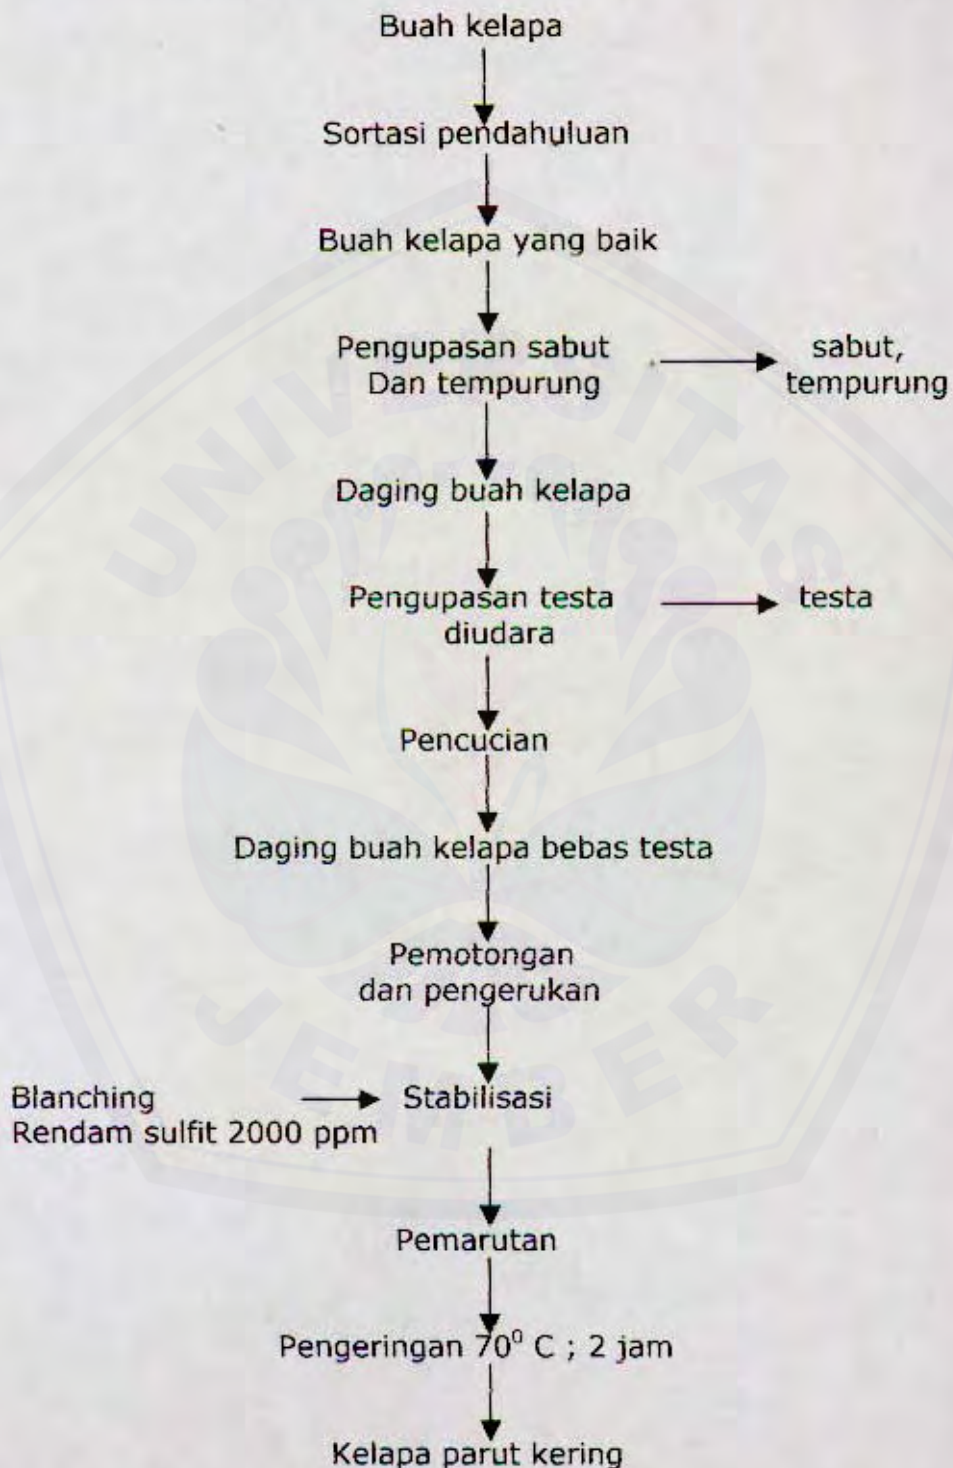 Buah kelapa
Sortasi pendahuluan
Buah kelapa yang baik
Pengupasan sabut
Dan tempurung
sabut,
tempurung
Daging buah kelapa
Pengupasan testa
diudara
testa
Pencucian
Daging buah kelapa bebas testa
Pemotongan
dan pengerukan
Blanching
Rendam sulfit 2000 ppm
Stabilisasi
Pemarutan
Pengeringan 70⁰ C ; 2 jam
Kelapa parut kering
UNIVERSITAS
JEMBER